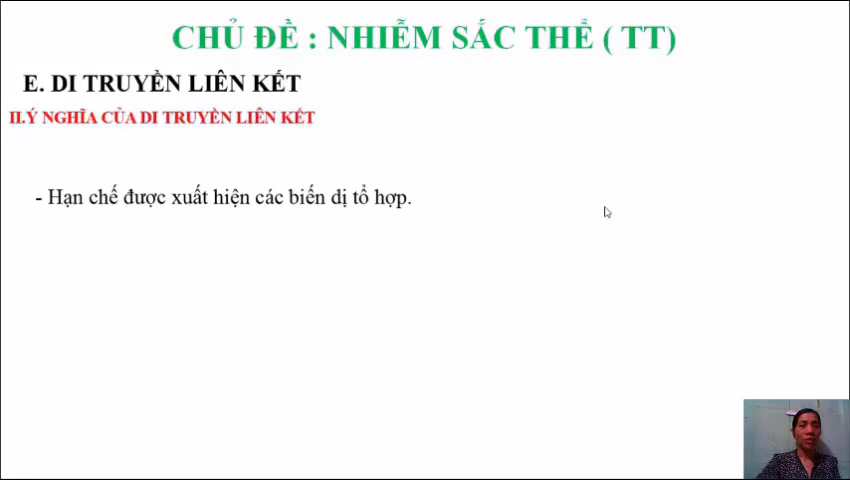 CHỦ ĐỀ : NHIỄM SẮC THỂ ( TT)
E. DI TRUYỀN LIÊN KẾT
II.Ý NGHĨA CỦA DI TRUYỀN LIÊN KẾT
- Hạn chế được xuất hiện các biến dị tổ hợp.